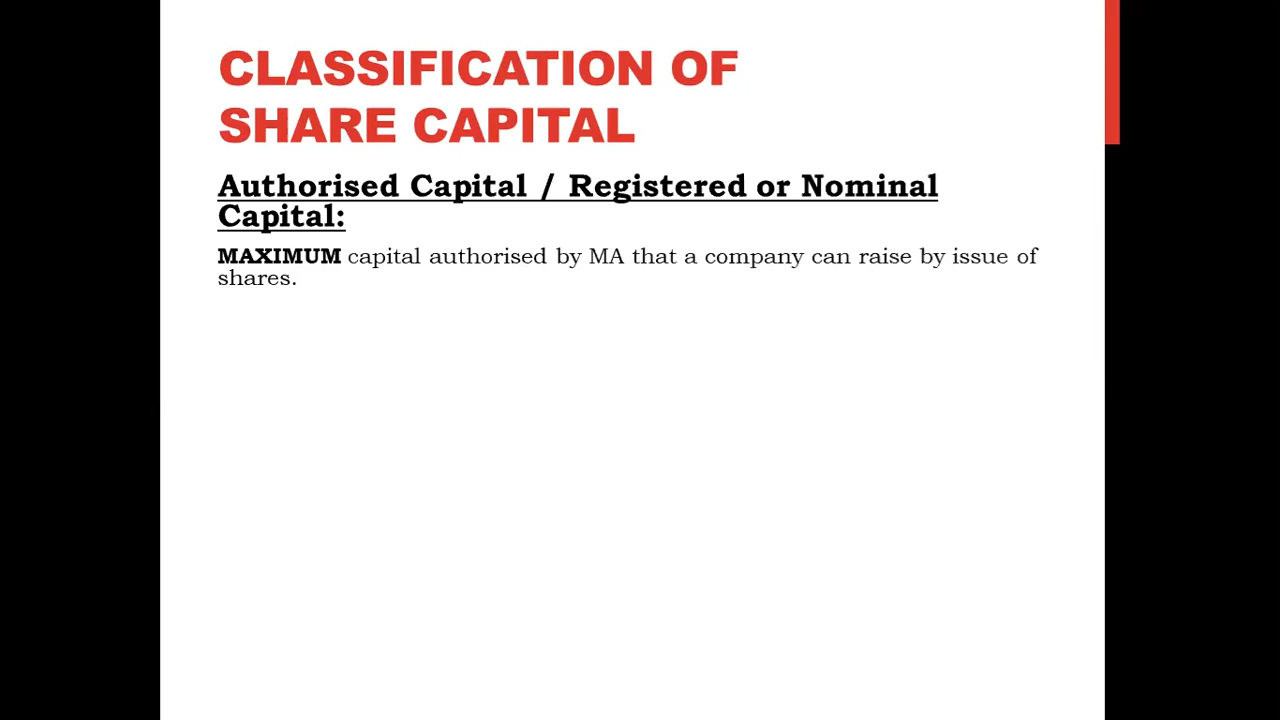 CLASSIFICATION OF
SHARE CAPITAL
Authorised Capital / Registered or Nominal
Capital:
MAXIMUM capital authorised by MA that a company can raise by issue of
shares.